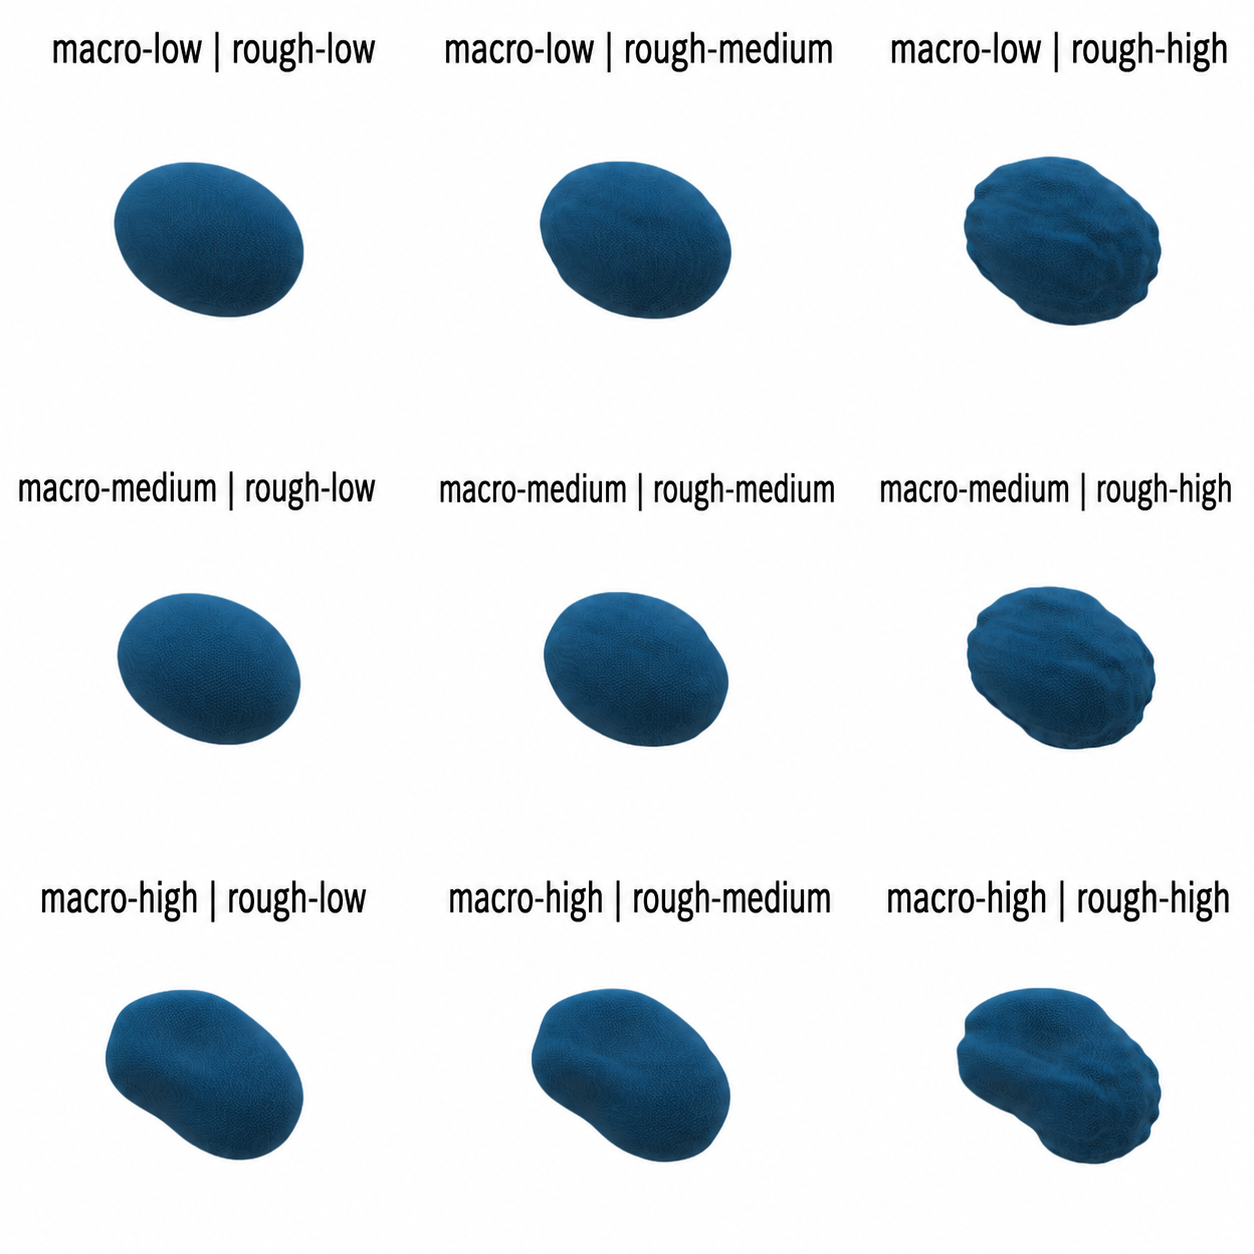 macro-low | rough-low
macro-low | rough-medium
macro-low | rough-high
macro-medium | rough-low
macro-medium | rough-medium
macro-medium | rough-high
macro-high | rough-low
macro-high | rough-medium
macro-high | rough-high